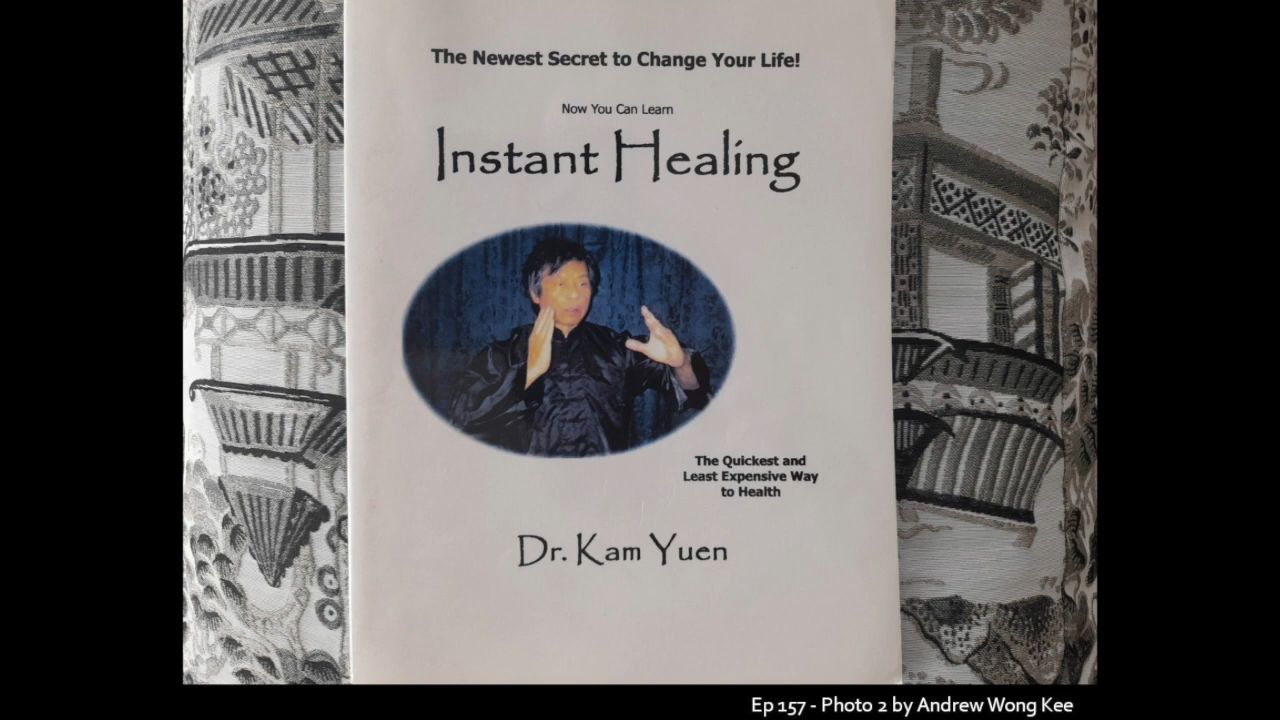 The Newest Secret to Change Your Life!
Now You Can Learn
Instant Healing
The Quickest and
Least Expensive Way
to Health
Dr. Kam Yuen
Ep 157 - Photo 2 by Andrew Wong Kee